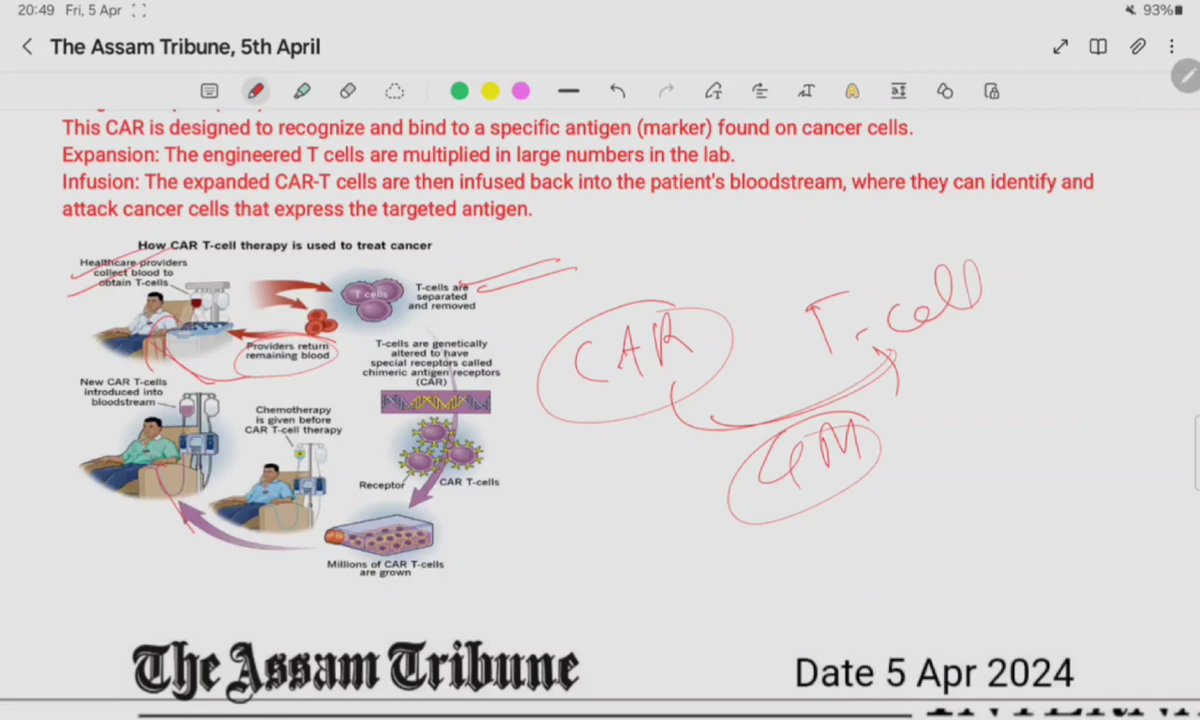 20:49 Fri, 5 Apr
93%
The Assam Tribune, 5th April
This CAR is designed to recognize and bind to a specific antigen (marker) found on cancer cells.
Expansion: The engineered T cells are multiplied in large numbers in the lab.
Infusion: The expanded CAR-T cells are then infused back into the patient's bloodstream, where they can identify and
attack cancer cells that express the targeted antigen.
How CAR T-cell therapy is used to treat cancer
Healthcare providers
collect blood to
obtain T-cells
T cells
T-cells are
separated
and removed
Providers return
remaining blood
T-cells are genetically
altered to have
special receptors called
chimeric antigen receptors
(CAR)
New CAR T-cells
introduced into
bloodstream
Chemotherapy
is given before
CAR T-cell therapy
Receptor
CAR T-cells
Millions of CAR T-cells
are grown
CAR
T-cell
GM
The Assam Tribune
Date 5 Apr 2024